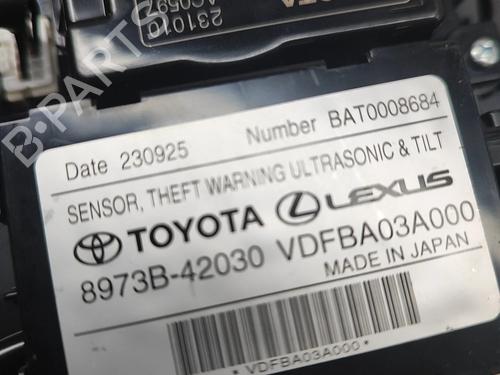 231010
Date 230925 Number BAT0008684
SENSOR, THEFT WARNING ULTRASONIC & TILT
TOYOTA LEXUS
8973B-42030 VDFBA03A000
MADE IN JAPAN
* VDFBA03A000 *
B-PARTS